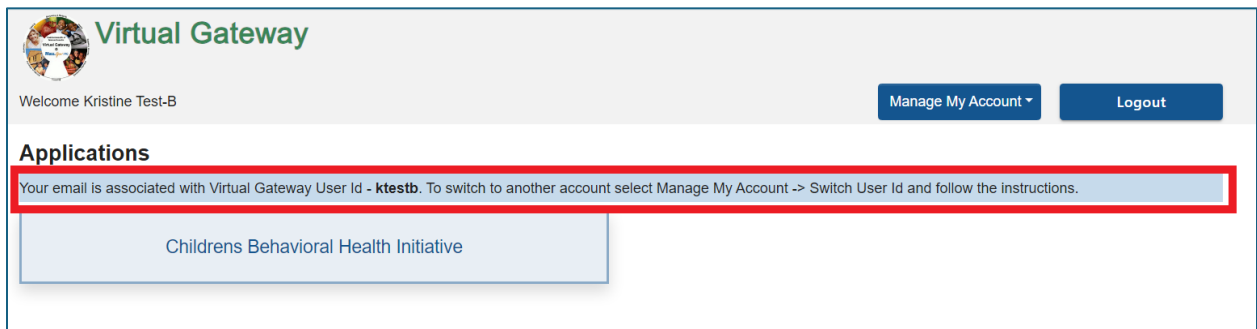 Virtual Gateway
Welcome Kristine Test-B
Manage My Account
Logout
Applications
Your email is associated with Virtual Gateway User Id - ktestb. To switch to another account select Manage My Account -> Switch User Id and follow the instructions.
Childrens Behavioral Health Initiative